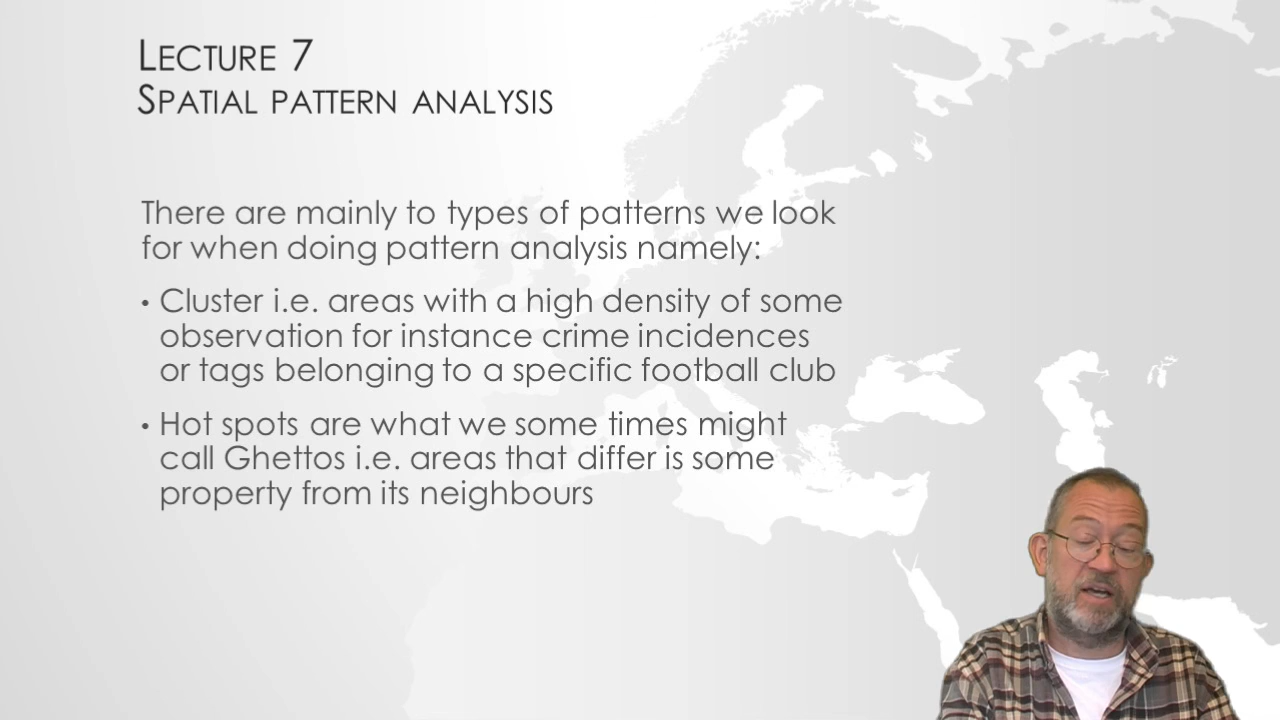 LECTURE 7
SPATIAL PATTERN ANALYSIS
There are mainly to types of patterns we look
for when doing pattern analysis namely:
• Cluster i.e. areas with a high density of some
observation for instance crime incidences
or tags belonging to a specific football club
• Hot spots are what we some times might
call Ghettos i.e. areas that differ is some
property from its neighbours